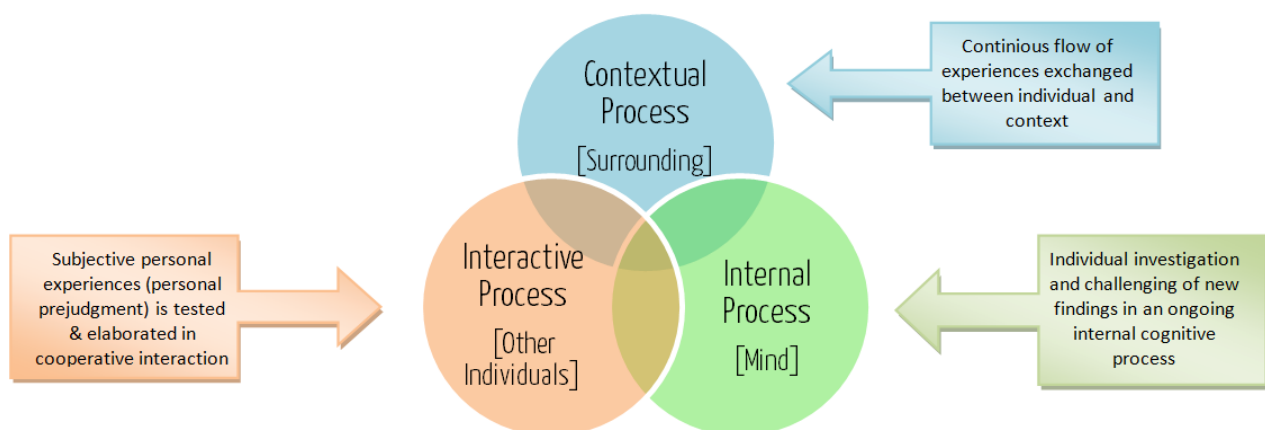 Contextual
Process
[Surrounding]
Continious flow of
experiences exchanged
between individual and
context
Subjective personal
experiences (personal
prejudgment) is tested
& elaborated in
cooperative interaction
Interactive
Process
[Other
Individuals]
Internal
Process
[Mind]
Individual investigation
and challenging of new
findings in an ongoing
internal cognitive
process